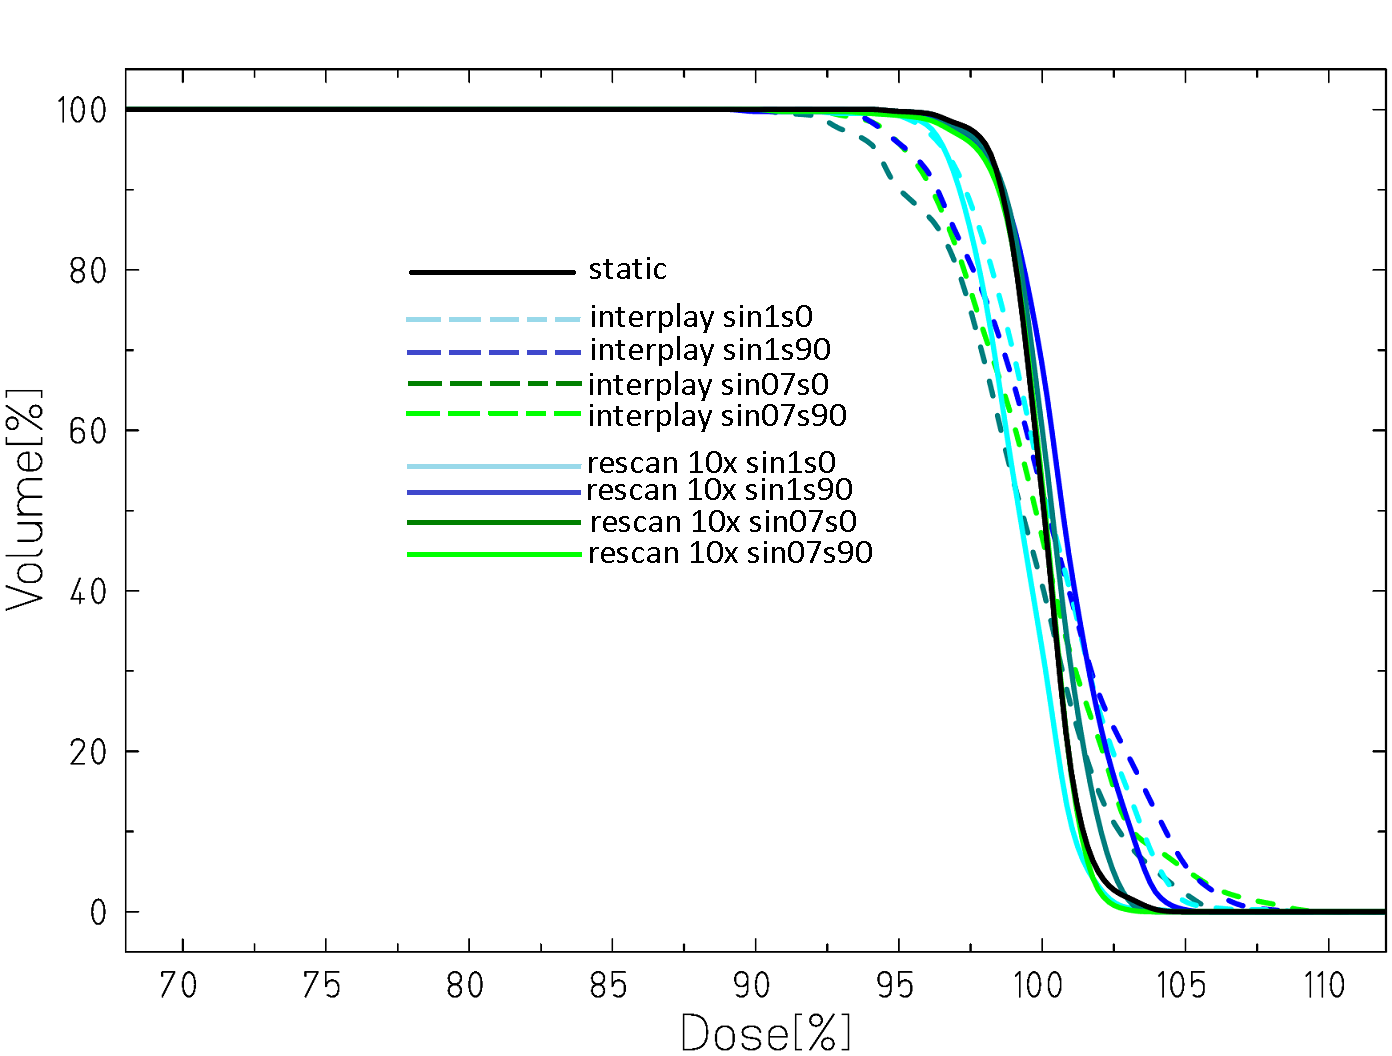 100
80
60
40
20
0
Volume[%]
static
interplay sin1s0
interplay sin1s90
interplay sin07s0
interplay sin07s90
rescan 10x sin1s0
rescan 10x sin1s90
rescan 10x sin07s0
rescan 10x sin07s90
70 75 80 85 90 95 100 105 110
Dose[%]